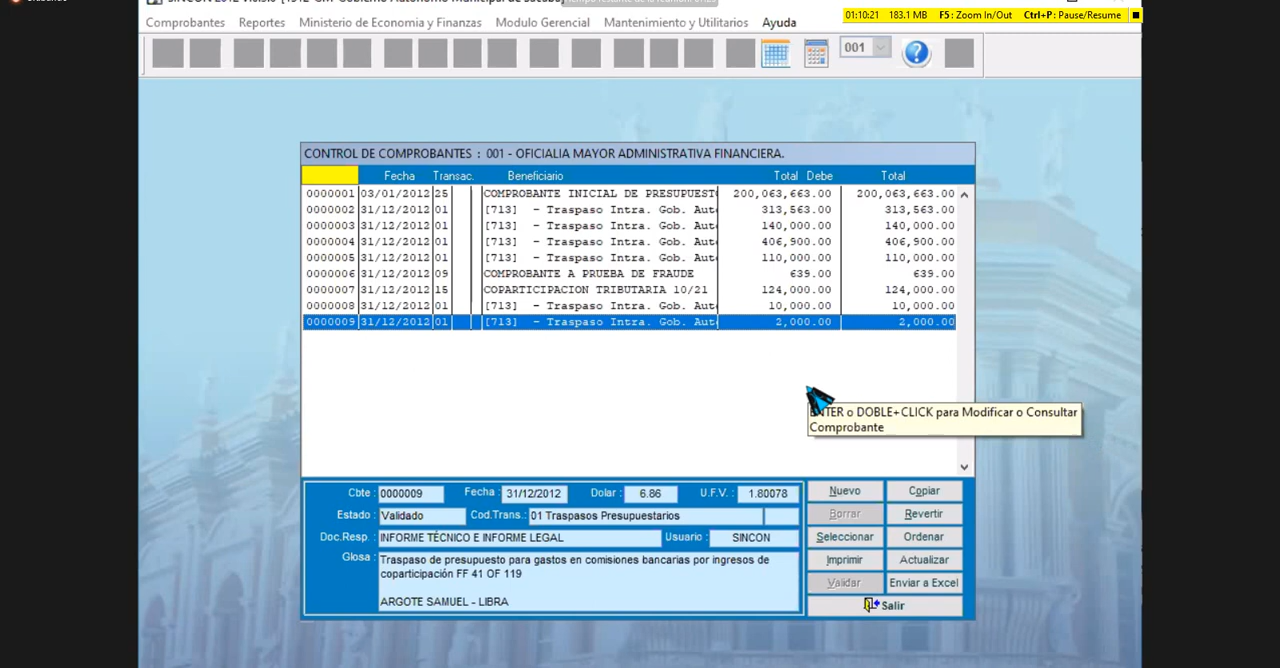 Comprobantes Reportes Ministerio de Economia y Finanzas Modulo Gerencial Mantenimiento y Utilitarios Ayuda
01:10:21 183.1 MB F5: Zoom In/Out Ctrl+P: Pause/Resume
001
CONTROL DE COMPROBANTES : 001 - OFICIALIA MAYOR ADMINISTRATIVA FINANCIERA.
Fecha Transac. Beneficiario Total Debe Total
0000001 03/01/2012 25 COMPROBANTE INICIAL DE PRESUPUEST 200,063,663.00 200,063,663.00
0000002 31/12/2012 01 [713] - Traspaso Intra. Gob. Aut 313,563.00 313,563.00
0000003 31/12/2012 01 [713] - Traspaso Intra. Gob. Aut 140,000.00 140,000.00
0000004 31/12/2012 01 [713] - Traspaso Intra. Gob. Aut 406,900.00 406,900.00
0000005 31/12/2012 01 [713] - Traspaso Intra. Gob. Aut 110,000.00 110,000.00
0000006 31/12/2012 09 COMPROBANTE A PRUEBA DE FRAUDE 639.00 639.00
0000007 31/12/2012 15 COPARTICIPACION TRIBUTARIA 10/21 124,000.00 124,000.00
0000008 31/12/2012 01 [713] - Traspaso Intra. Gob. Aut 10,000.00 10,000.00
0000009 31/12/2012 01 [713] - Traspaso Intra. Gob. Aut 2,000.00 2,000.00
ENTER o DOBLE+CLICK para Modificar o Consultar
Comprobante
Cbte : 0000009 Fecha : 31/12/2012 Dolar : 6.86 U.F.V. : 1.80078 Nuevo Copiar
Estado : Validado Cod.Trans.: 01 Traspasos Presupuestarios Borrar Revertir
Doc.Resp. INFORME TÉCNICO E INFORME LEGAL Usuario : SINCON Seleccionar Ordenar
Glosa : Traspaso de presupuesto para gastos en comisiones bancarias por ingresos de Imprimir Actualizar
coparticipación FF 41 OF 119 Validar Enviar a Excel
ARGOTE SAMUEL - LIBRA Salir